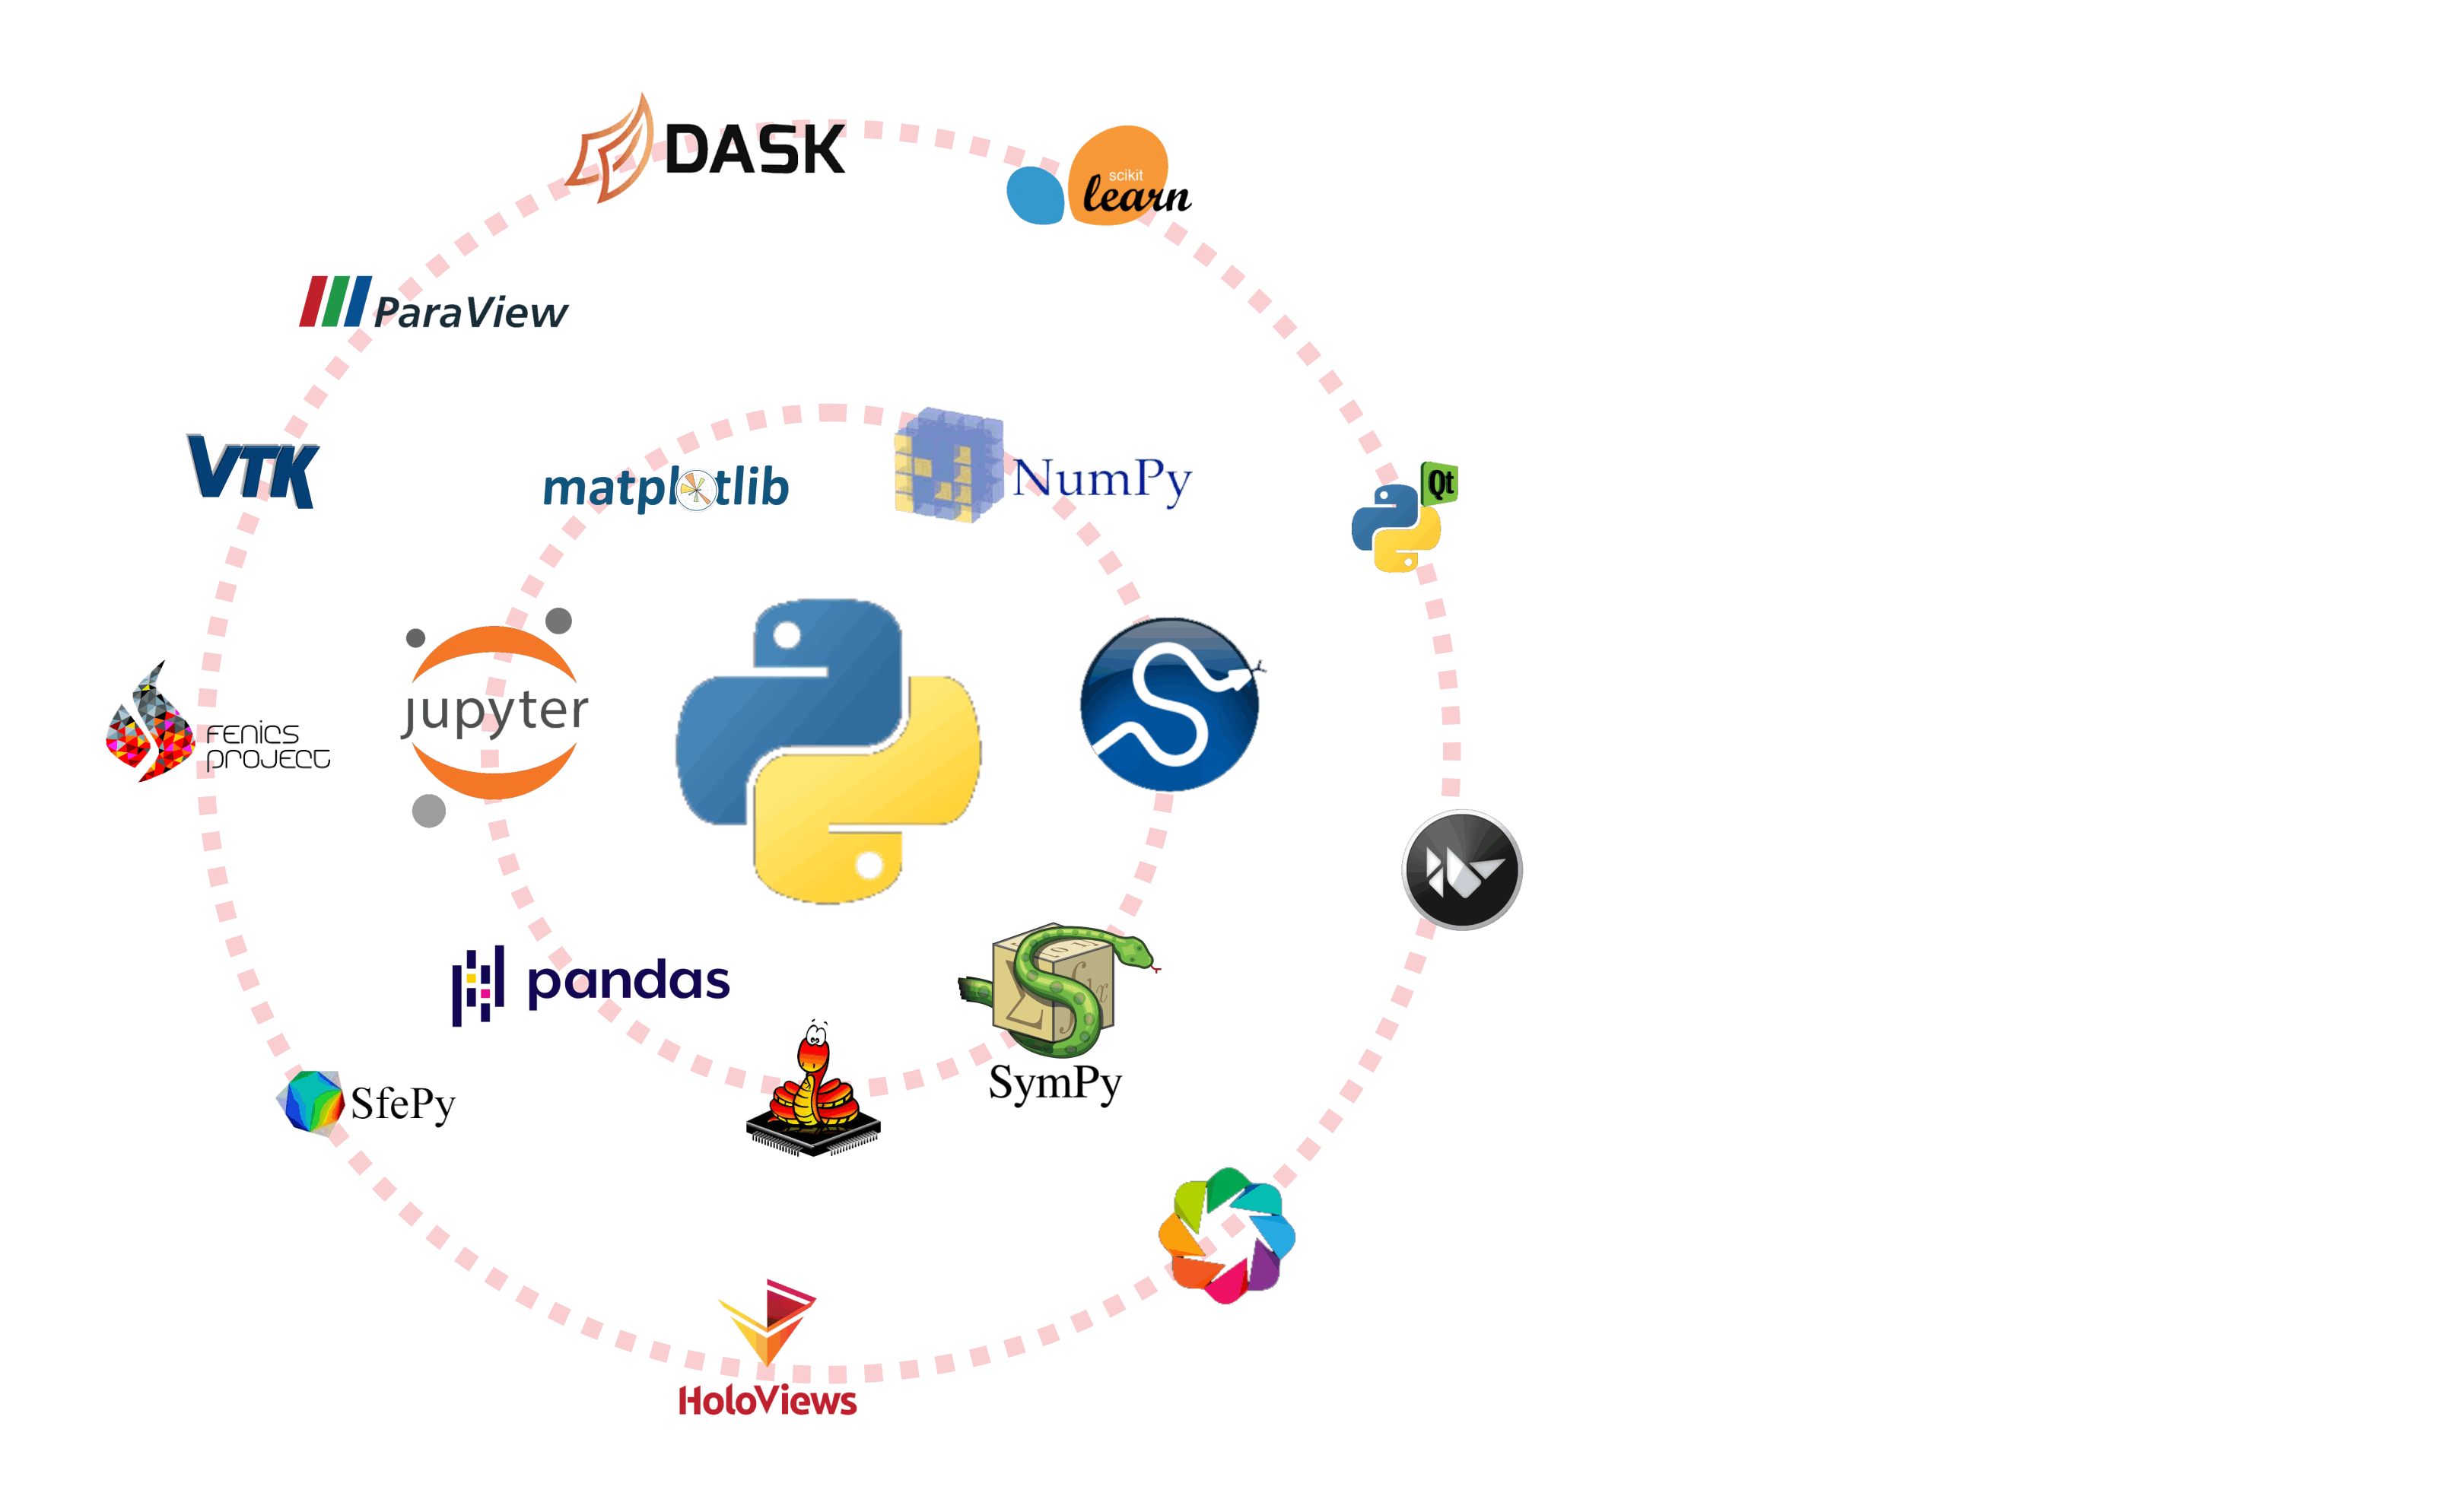 DASK
scikit
learn
ParaView
VTK
matplotlib
NumPy
Qt
jupyter
FENICS
PROJECT
pandas
SymPy
SfePy
HoloViews